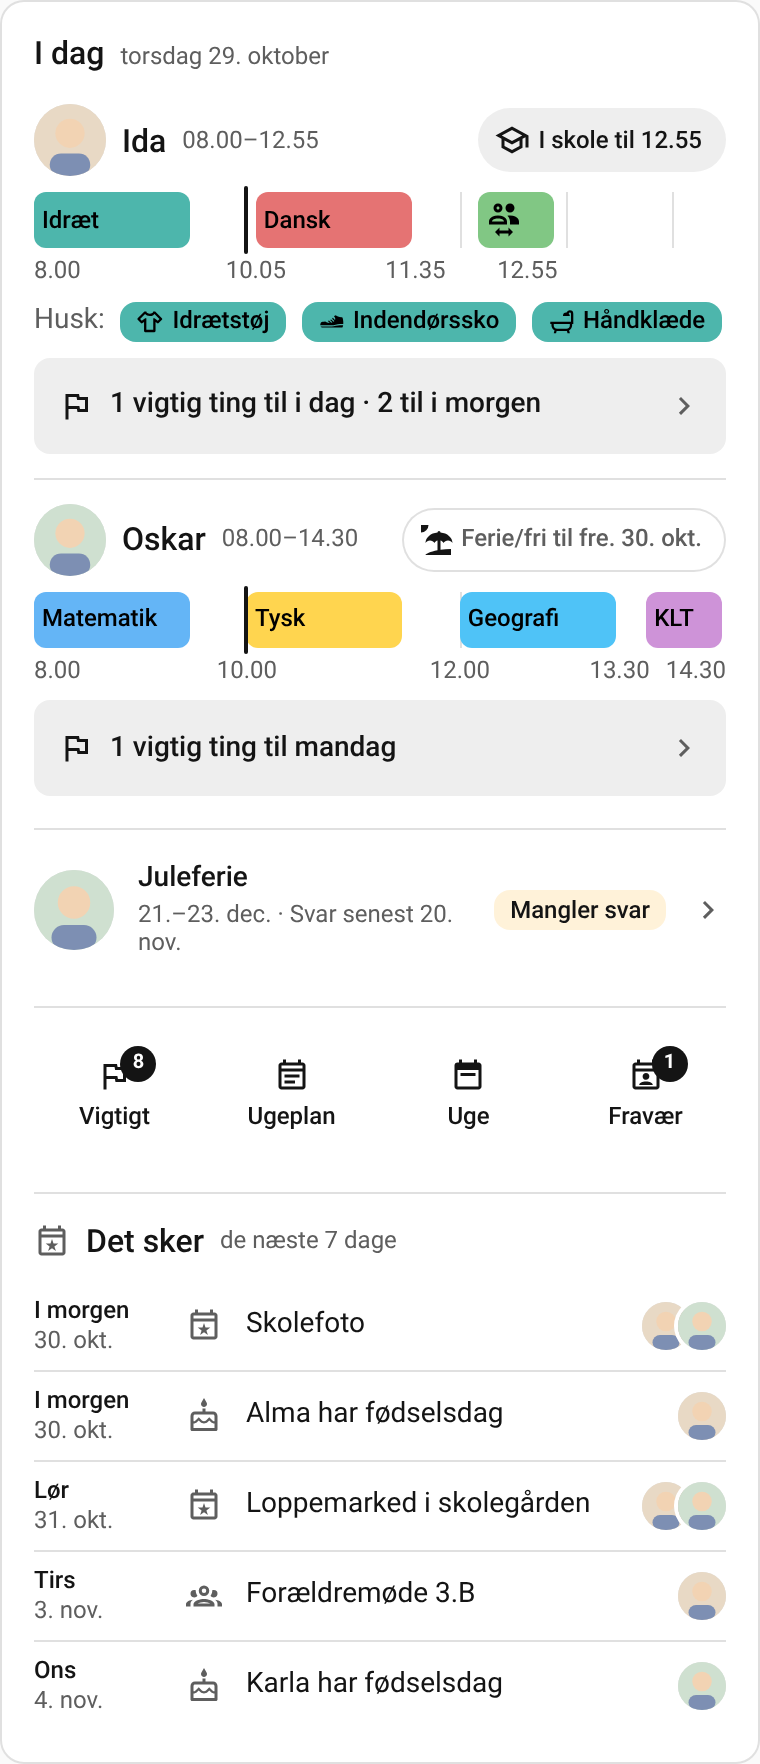 I dag torsdag 29. oktober
Ida 08.00–12.55 I skole til 12.55
Idræt Dansk
8.00 10.05 11.35 12.55
Husk: Idrætstøj Indendørssko Håndklæde
1 vigtig ting til i dag · 2 til i morgen
Oskar 08.00–14.30 Ferie/fri til fre. 30. okt.
Matematik Tysk Geografi KLT
8.00 10.00 12.00 13.30 14.30
1 vigtig ting til mandag
Juleferie
21.–23. dec. · Svar senest 20.
nov.
Mangler svar
8 1
Vigtigt Ugeplan Uge Fravær
Det sker de næste 7 dage
I morgen
30. okt.
Skolefoto
I morgen
30. okt.
Alma har fødselsdag
Lør
31. okt.
Loppemarked i skolegården
Tirs
3. nov.
Forældremøde 3.B
Ons
4. nov.
Karla har fødselsdag